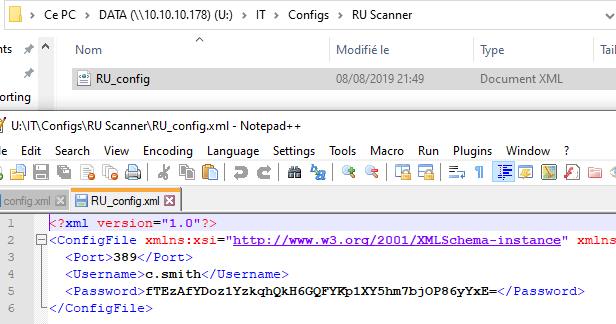 Ce PC > DATA (\\10.10.10.178) (U:) > IT > Configs > RU Scanner
Nom Modifié le Type
RU_config 08/08/2019 21:49 Document XML
orting
U:\IT\Configs\RU Scanner\RU_config.xml - Notepad++
Edit Search View Encoding Language Settings Tools Macro Run Plugins Window ?
config.xml RU_config.xml
1 <?xml version="1.0"?>
2 <ConfigFile xmlns:xsi="http://www.w3.org/2001/XMLSchema-instance" xmlns
3 <Port>389</Port>
4 <Username>c.smith</Username>
5 <Password>fTEzAfYDoz1YzkqhQkH6GQFYKp1XY5hm7bjOP86yYxE=</Password>
6 </ConfigFile>